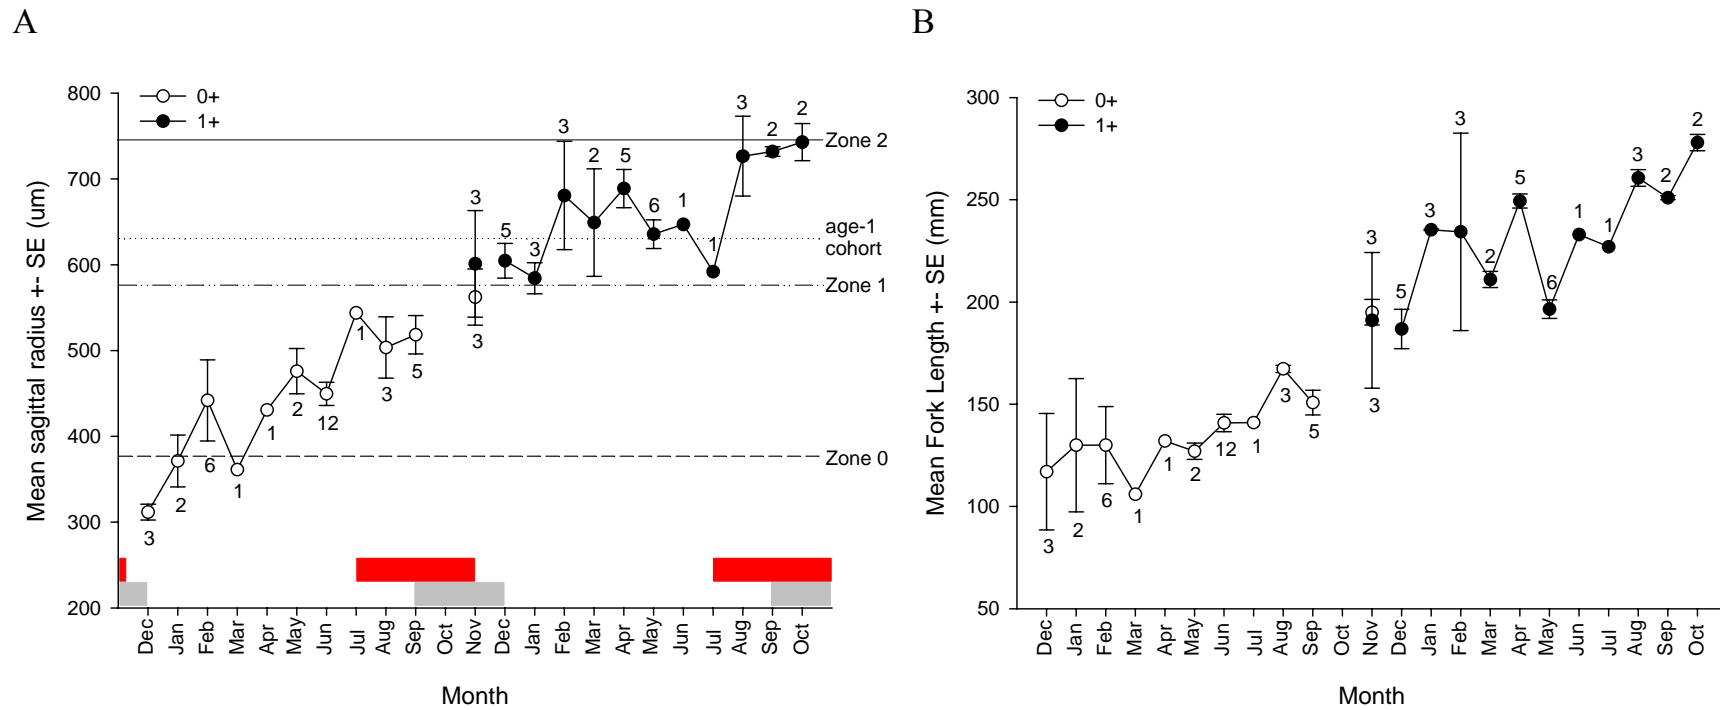 A
B
0+
1+
800
700
600
500
400
300
200
Mean sagittal radius +- SE (um)
Zone 2
age-1
cohort
Zone 1
Zone 0
3
2
6
1
1
2
12
1
3
5
3
3
5
3
3
2
5
6
1
1
3
2
2
Dec
Jan
Feb
Mar
Apr
May
Jun
Jul
Aug
Sep
Oct
Nov
Dec
Jan
Feb
Mar
Apr
May
Jun
Jul
Aug
Sep
Oct
Month
0+
1+
300
250
200
150
100
50
Mean Fork Length +- SE (mm)
3
2
6
1
1
2
12
1
3
5
3
3
5
3
3
2
5
6
1
1
3
2
2
Dec
Jan
Feb
Mar
Apr
May
Jun
Jul
Aug
Sep
Oct
Nov
Dec
Jan
Feb
Mar
Apr
May
Jun
Jul
Aug
Sep
Oct
Month